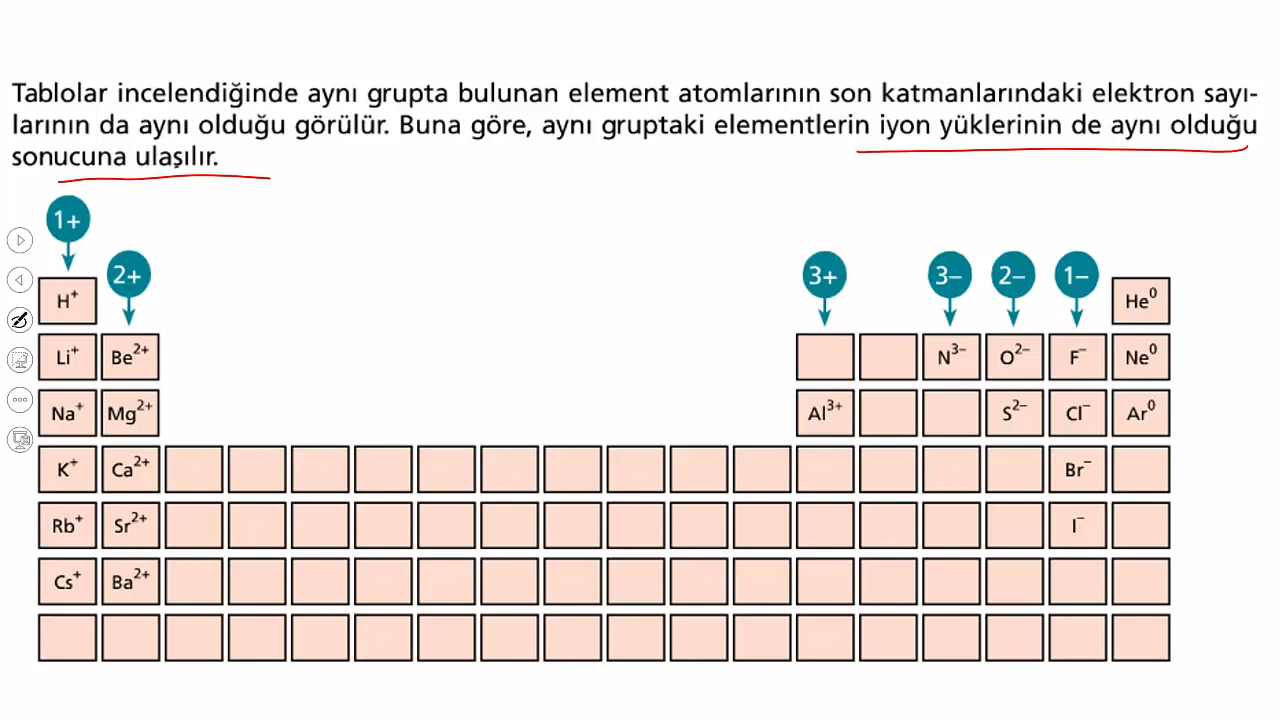 Tablolar incelendiğinde aynı grupta bulunan element atomlarının son katmanlarındaki elektron sayı-
larının da aynı olduğu görülür. Buna göre, aynı gruptaki elementlerin iyon yüklerinin de aynı olduğu
sonucuna ulaşılır.
1+
2+ 3+ 3– 2– 1–
H⁺ He⁰
Li⁺ Be²⁺ N³⁻ O²⁻ F⁻ Ne⁰
Na⁺ Mg²⁺ Al³⁺ S²⁻ Cl⁻ Ar⁰
K⁺ Ca²⁺ Br⁻
Rb⁺ Sr²⁺ I⁻
Cs⁺ Ba²⁺